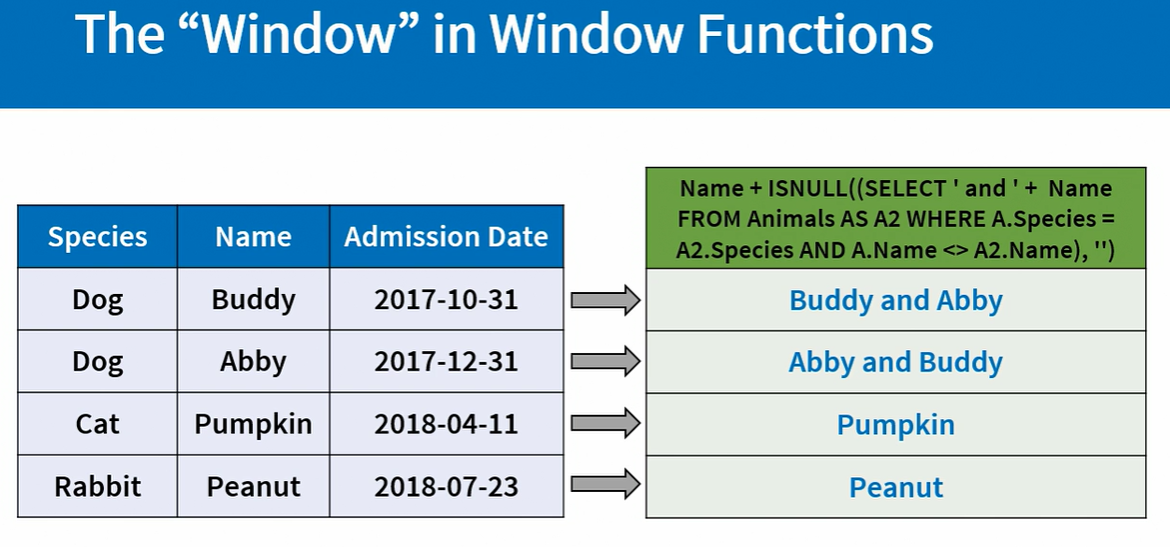 The “Window” in Window Functions
Name + ISNULL((SELECT ' and ' + Name
FROM Animals AS A2 WHERE A.Species =
A2.Species AND A.Name <> A2.Name), '')
Species Name Admission Date
Dog Buddy 2017-10-31 Buddy and Abby
Dog Abby 2017-12-31 Abby and Buddy
Cat Pumpkin 2018-04-11 Pumpkin
Rabbit Peanut 2018-07-23 Peanut